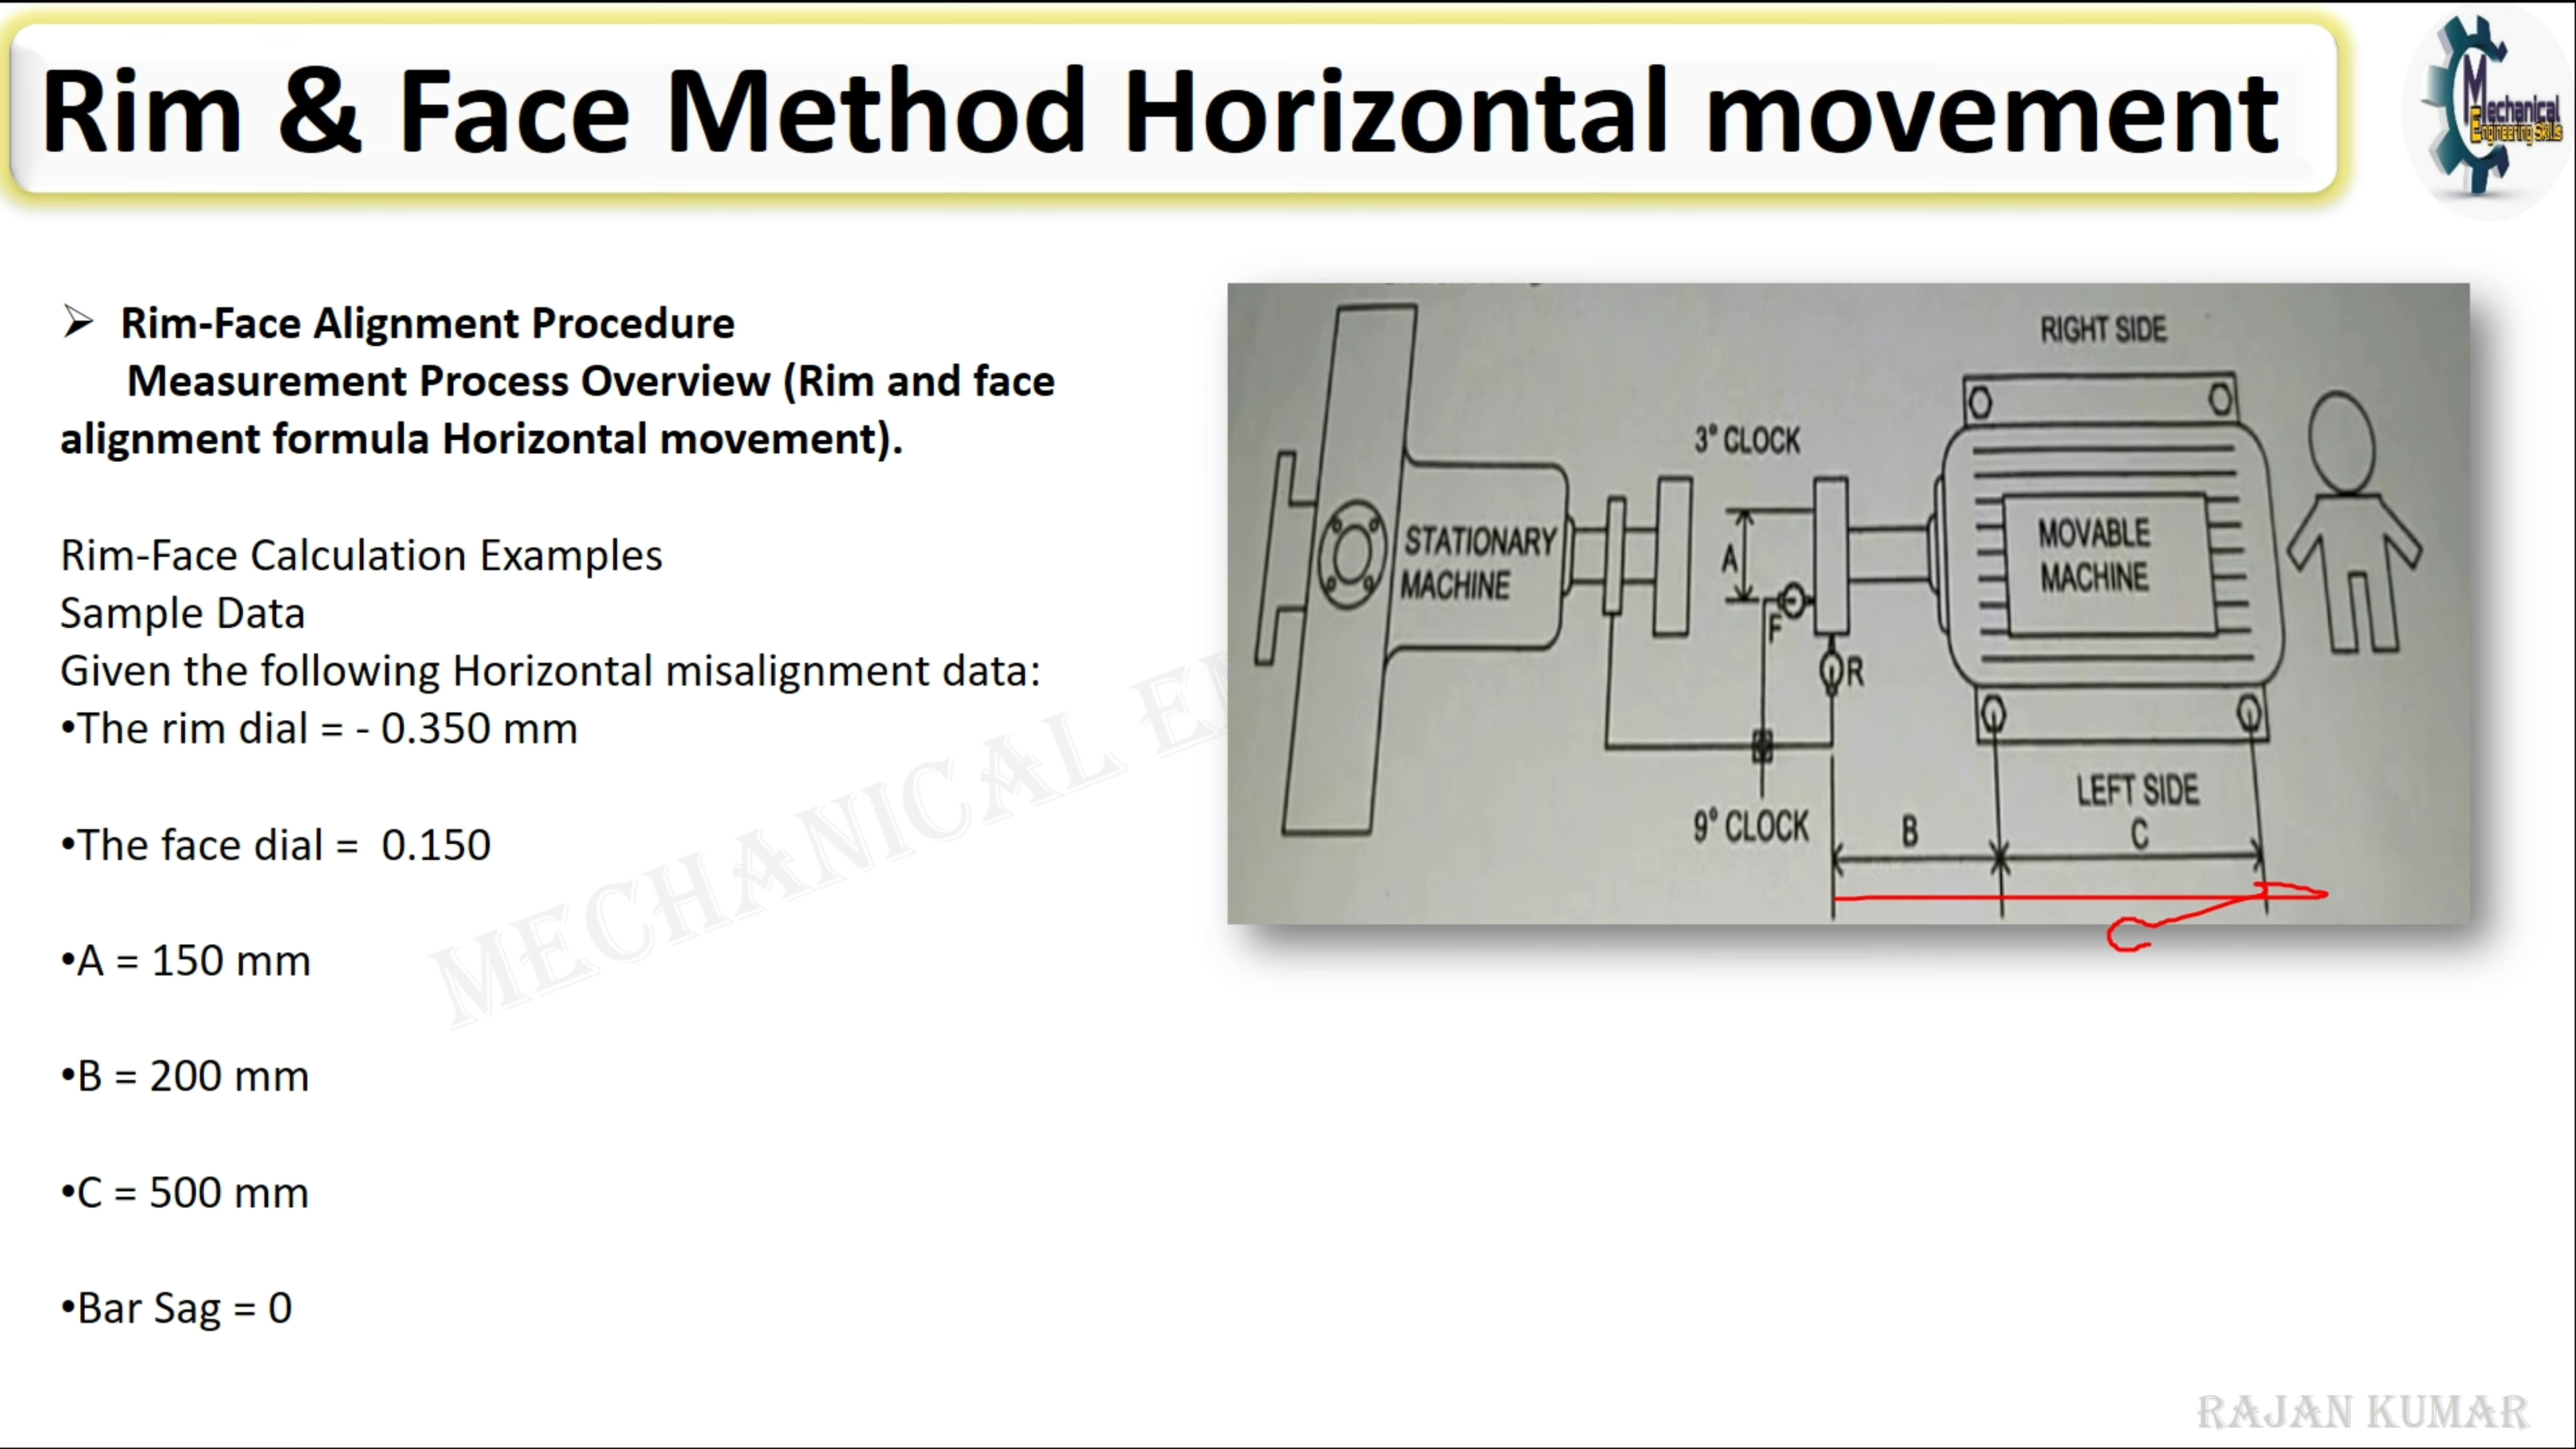 Rim & Face Method Horizontal movement
Mechanical
Engineering Skills
➢ Rim-Face Alignment Procedure
Measurement Process Overview (Rim and face
alignment formula Horizontal movement).
Rim-Face Calculation Examples
Sample Data
Given the following Horizontal misalignment data:
•The rim dial = - 0.350 mm
•The face dial =  0.150
•A = 150 mm
•B = 200 mm
•C = 500 mm
•Bar Sag = 0
RIGHT SIDE
3° CLOCK
STATIONARY
MACHINE
A
F
R
MOVABLE
MACHINE
9° CLOCK
LEFT SIDE
B
C
C
MECHANICAL
RAJAN KUMAR